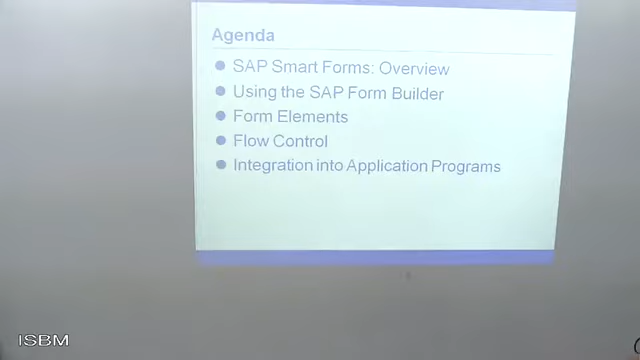 Agenda
SAP Smart Forms: Overview
Using the SAP Form Builder
Form Elements
Flow Control
Integration into Application Programs
ISBM